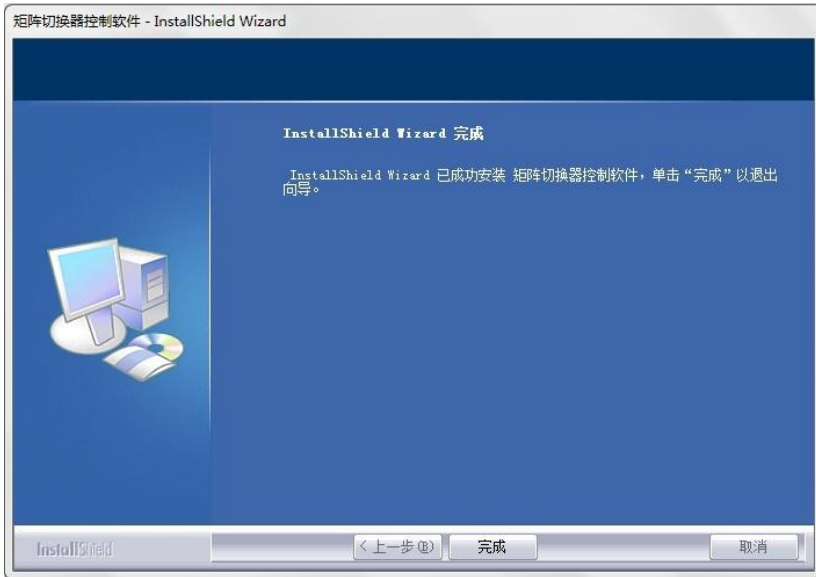 矩阵切换器控制软件 - InstallShield Wizard
InstallShield Wizard 完成
InstallShield Wizard 已成功安装 矩阵切换器控制软件，单击“完成”以退出
向导。
InstallShield
< 上一步(B)
完成
取消